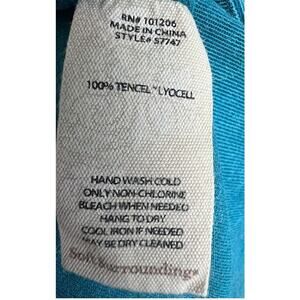 RN# 101206
MADE IN CHINA
STYLE# 57747
100% TENCEL™ LYOCELL
HAND WASH COLD
ONLY NON-CHLORINE
BLEACH WHEN NEEDED
HANG TO DRY
COOL IRON IF NEEDED
MAY BE DRY CLEANED
Soft Surroundings